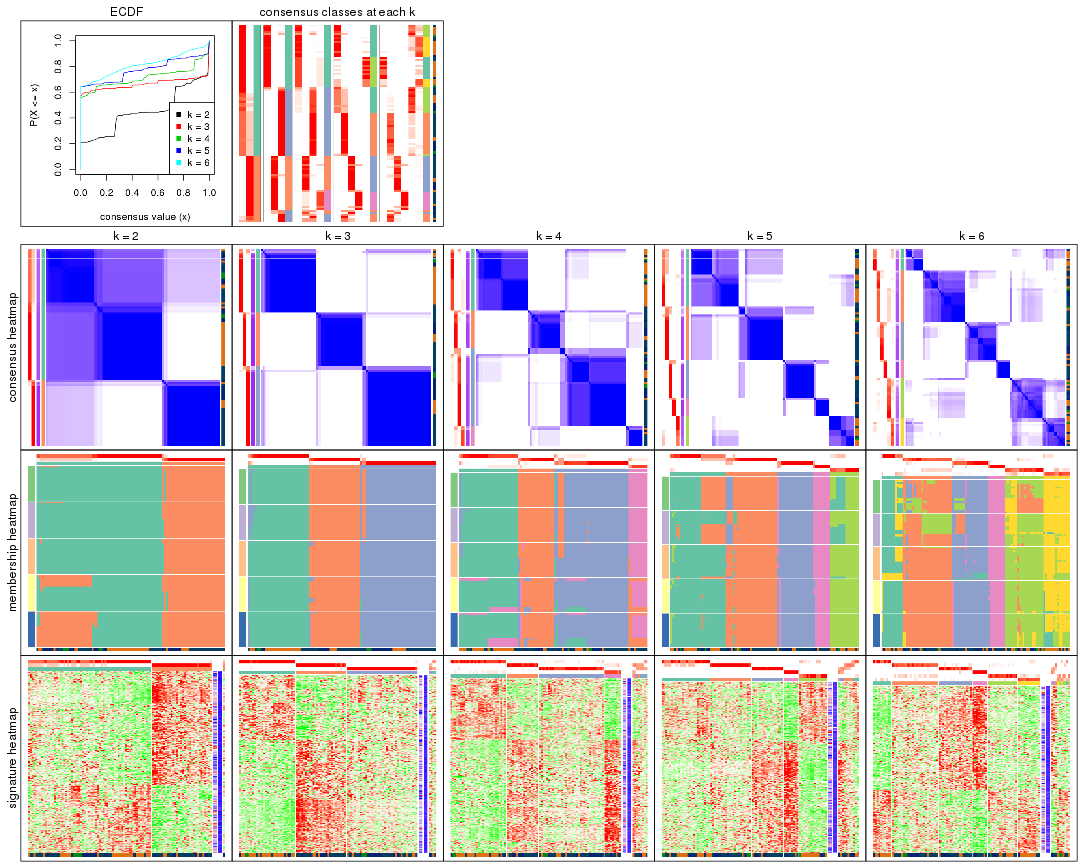 ECDF
consensus classes at each k
P(X <= x)
0.0
0.2
0.4
0.6
0.8
1.0
k = 2
k = 3
k = 4
k = 5
k = 6
0.0 0.2 0.4 0.6 0.8 1.0
consensus value (x)
k = 2 k = 3 k = 4 k = 5 k = 6
consensus heatmap
membership heatmap
signature heatmap